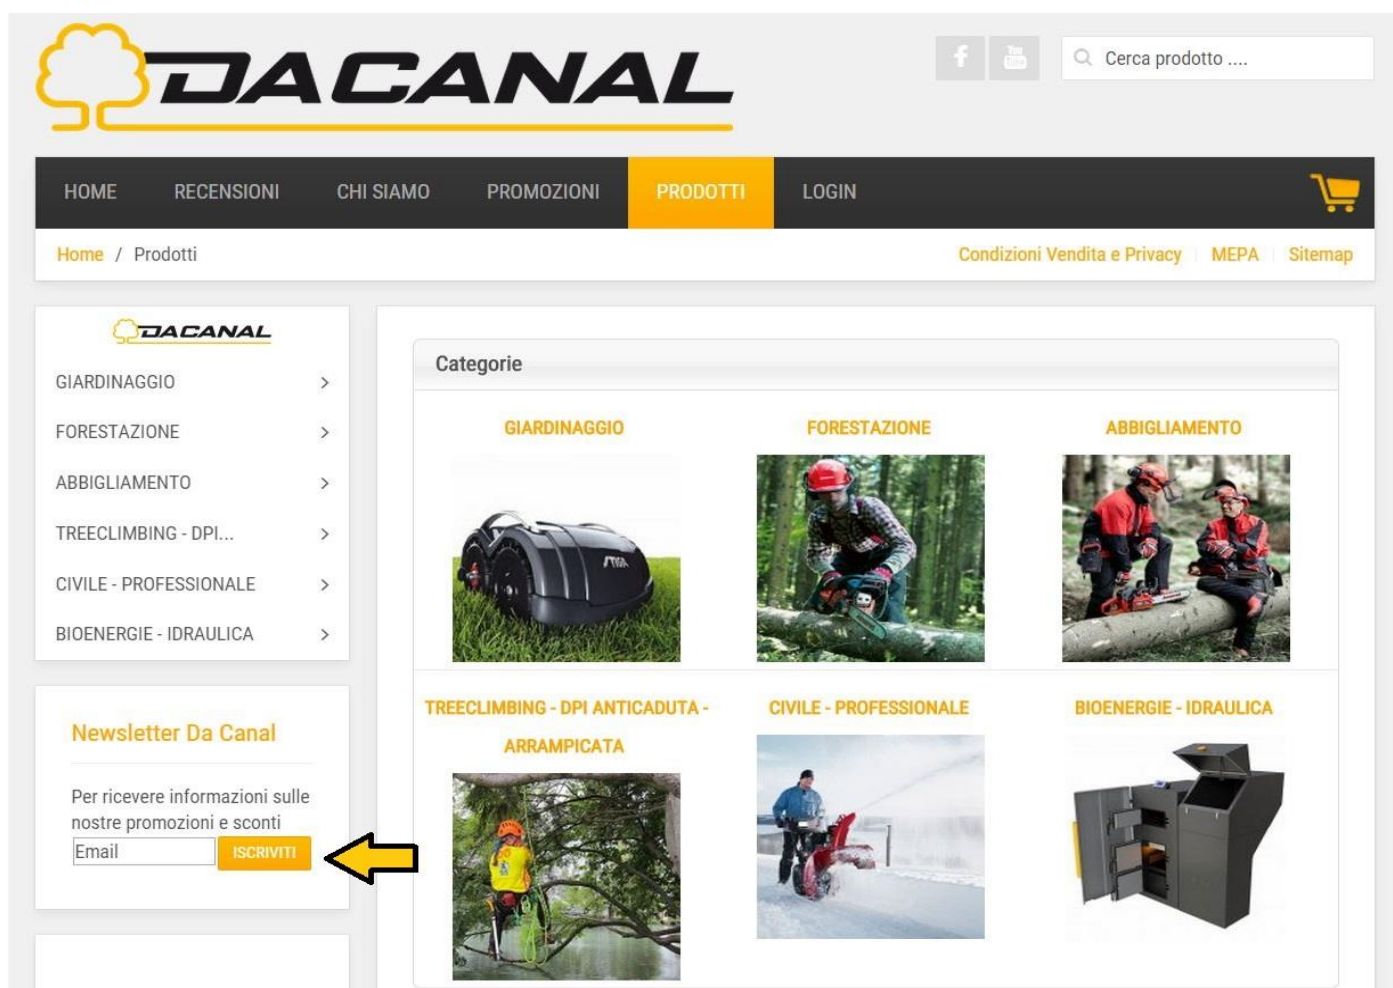 DACANAL
Cerca prodotto ....
HOME RECENSIONI CHI SIAMO PROMOZIONI PRODOTTI LOGIN
Home / Prodotti
Condizioni Vendita e Privacy MEPA Sitemap
DACANAL
GIARDINAGGIO
FORESTAZIONE
ABBIGLIAMENTO
TREECLIMBING - DPI...
CIVILE - PROFESSIONALE
BIOENERGIE - IDRAULICA
Newsletter Da Canal
Per ricevere informazioni sulle
nostre promozioni e sconti
Email ISCRIVITI
Categorie
GIARDINAGGIO FORESTAZIONE ABBIGLIAMENTO
STIGA
TREECLIMBING - DPI ANTICADUTA -
ARRAMPICATA
CIVILE - PROFESSIONALE
BIOENERGIE - IDRAULICA